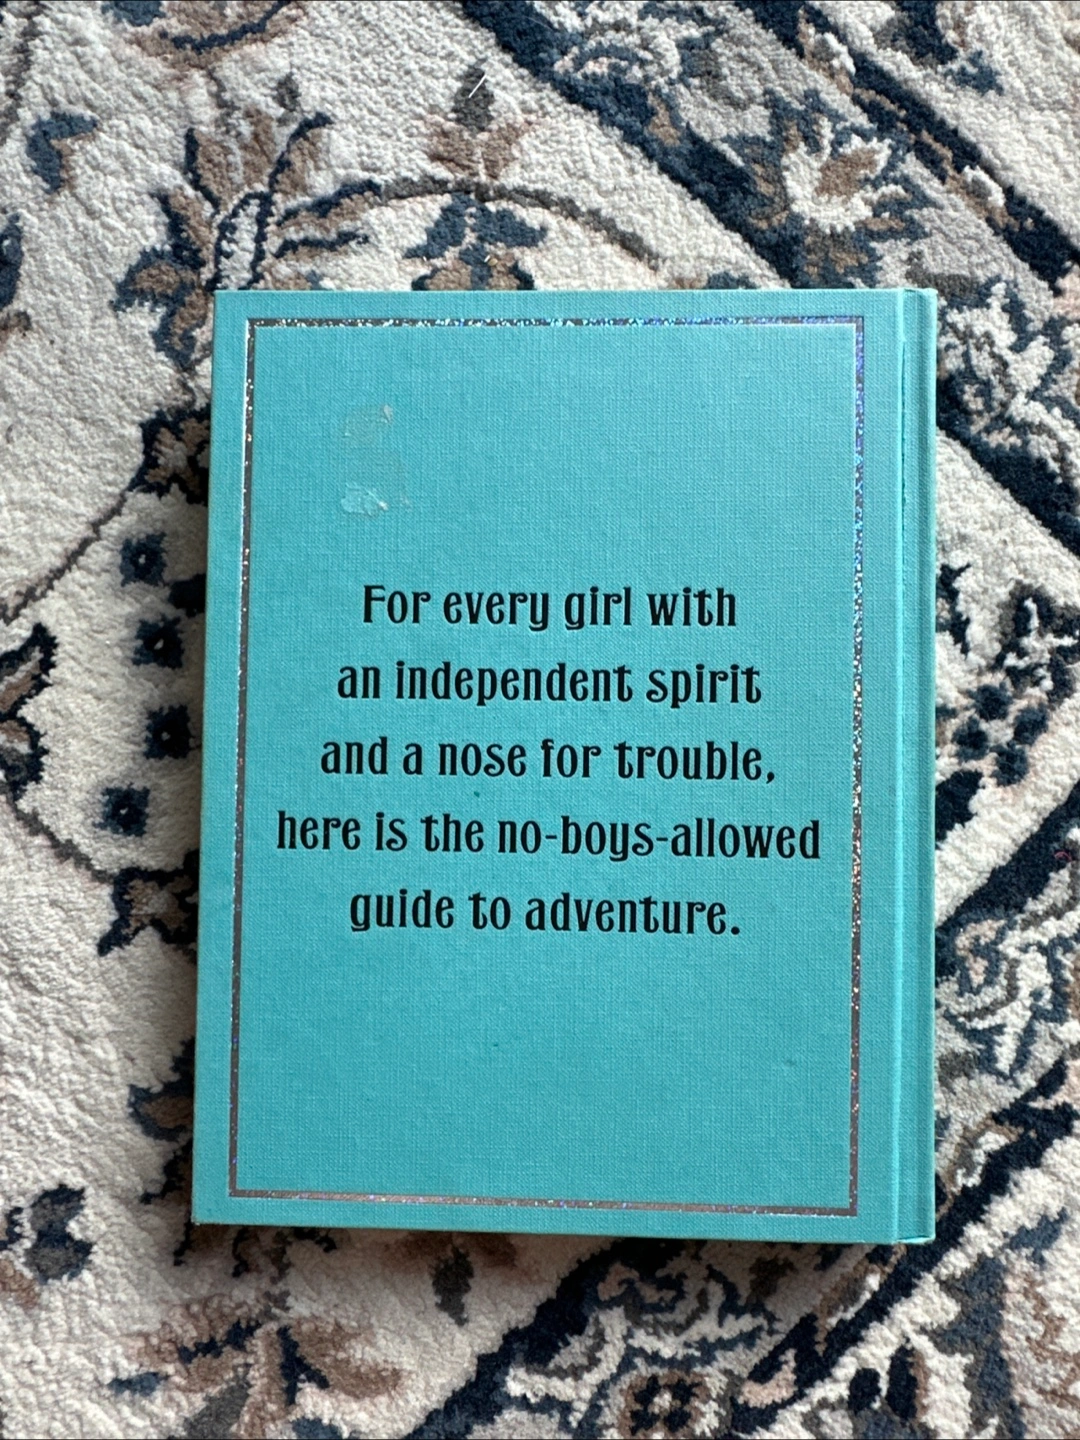 For every girl with
an independent spirit
and a nose for trouble,
here is the no-boys-allowed
guide to adventure.